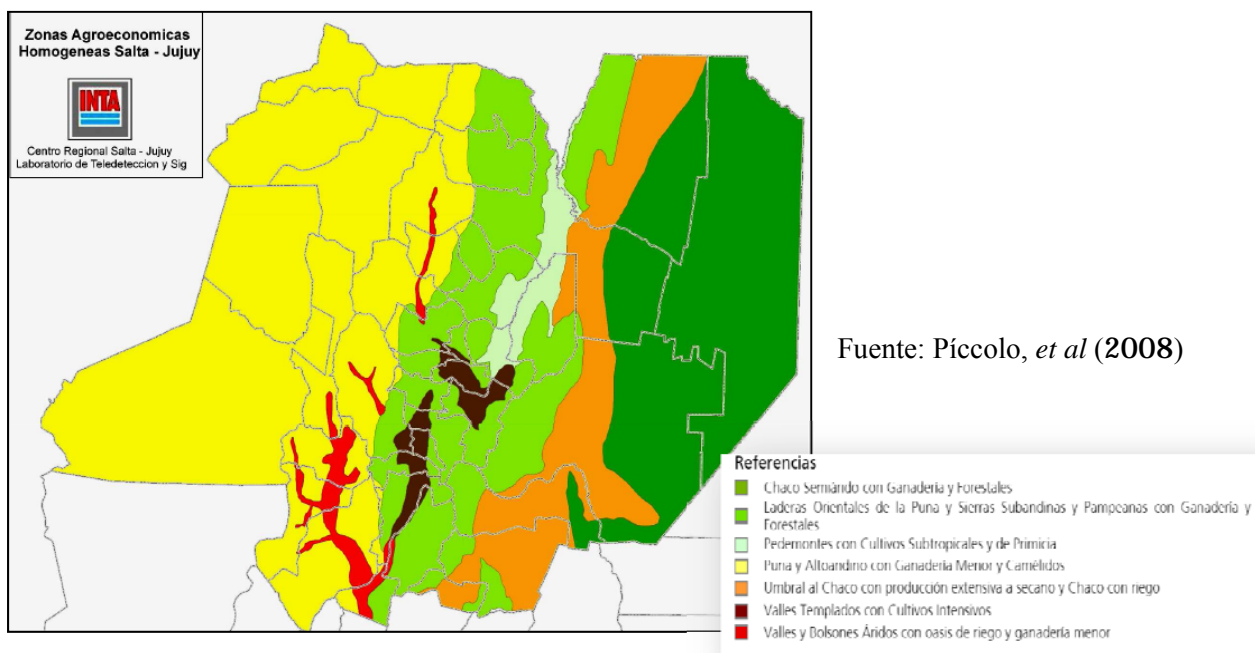 Zonas Agroeconomicas
Homogeneas Salta - Jujuy
INTA
Centro Regional Salta - Jujuy
Laboratorio de Teledeteccion y Sig
Fuente: Píccolo, et al (2008)
Referencias
Chaco Semiárido con Ganadería y Forestales
Laderas Orientales de la Puna y Sierras Subandinas y Pampeanas con Ganadería y
Forestales
Pedemontes con Cultivos Subtropicales y de Primicia
Puna y Altoandino con Ganadería Menor y Camélidos
Umbral al Chaco con producción extensiva a secano y Chaco con riego
Valles Templados con Cultivos Intensivos
Valles y Bolsones Áridos con oasis de riego y ganadería menor